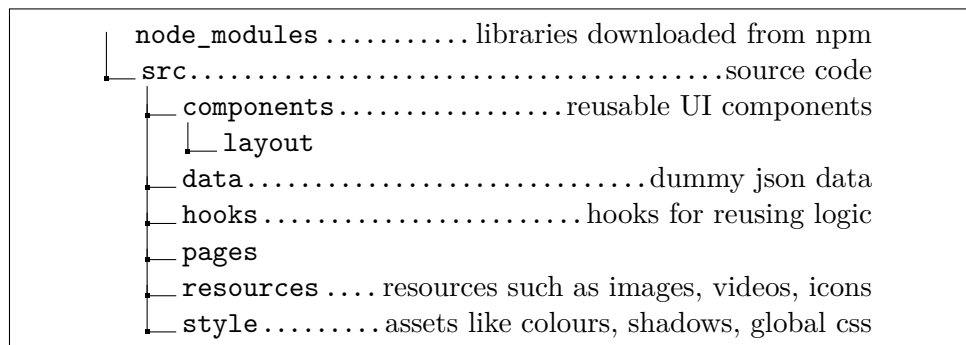 node_modules ........... libraries downloaded from npm
src........................................source code
components.................reusable UI components
layout
data..............................dummy json data
hooks........................hooks for reusing logic
pages
resources .... resources such as images, videos, icons
style.........assets like colours, shadows, global css